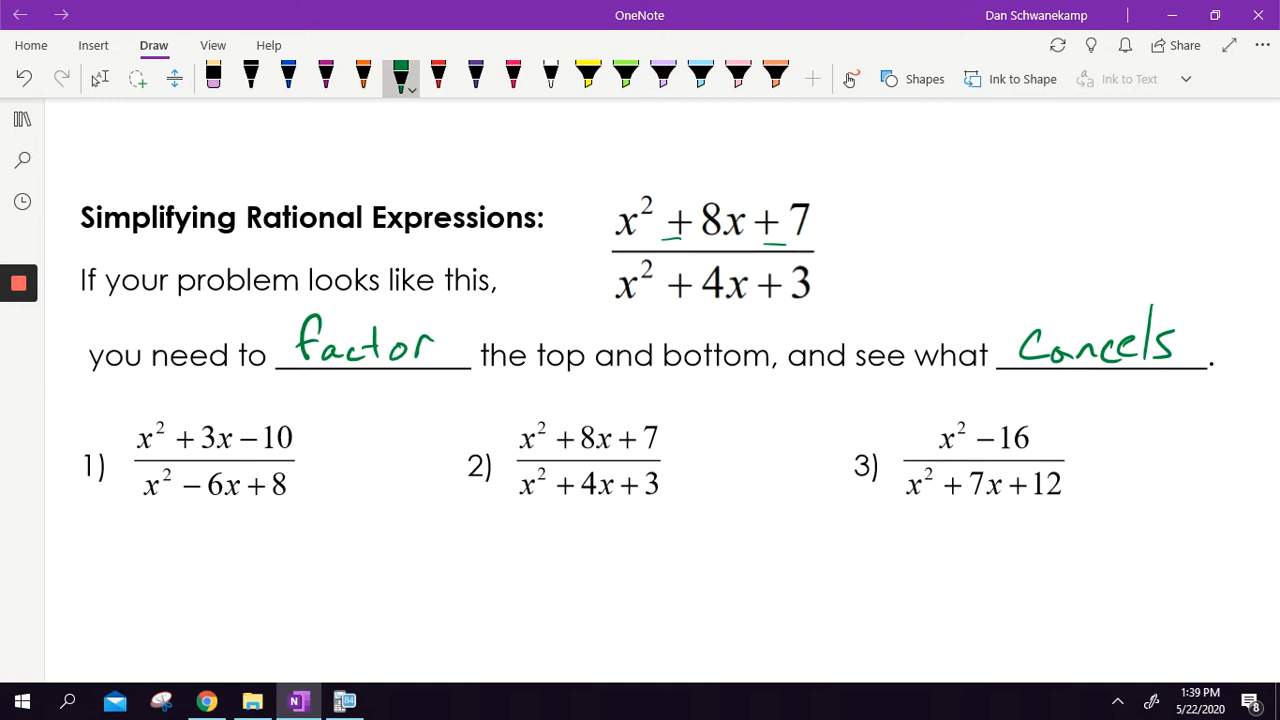 OneNote
Dan Schwanekamp
Home Insert Draw View Help
Share
Shapes Ink to Shape Ink to Text
Simplifying Rational Expressions:
x² + 8x + 7
x² + 4x + 3
If your problem looks like this,
you need to factor the top and bottom, and see what cancels.
1) x² + 3x − 10
x² − 6x + 8
2) x² + 8x + 7
x² + 4x + 3
3) x² − 16
x² + 7x + 12
1:39 PM
5/22/2020
8